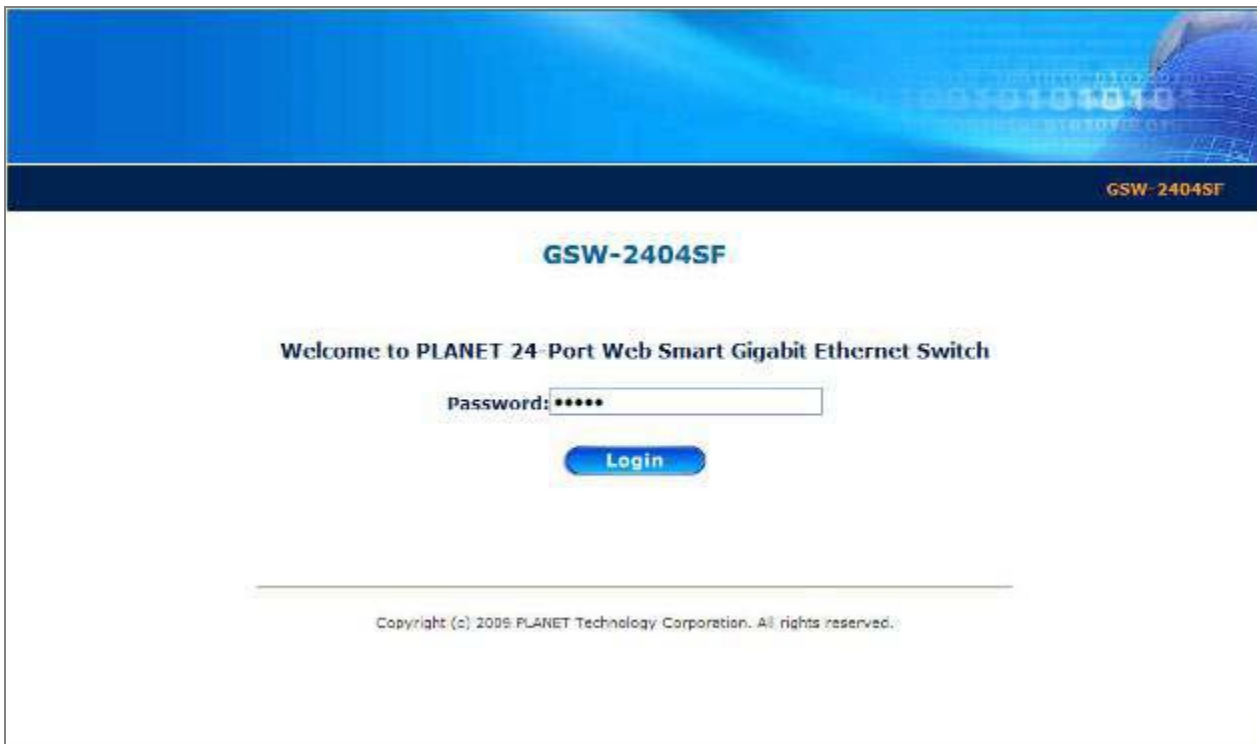 GSW-2404SF
GSW-2404SF
Welcome to PLANET 24-Port Web Smart Gigabit Ethernet Switch
Password: •••••
Login
Copyright (c) 2009 PLANET Technology Corporation. All rights reserved.